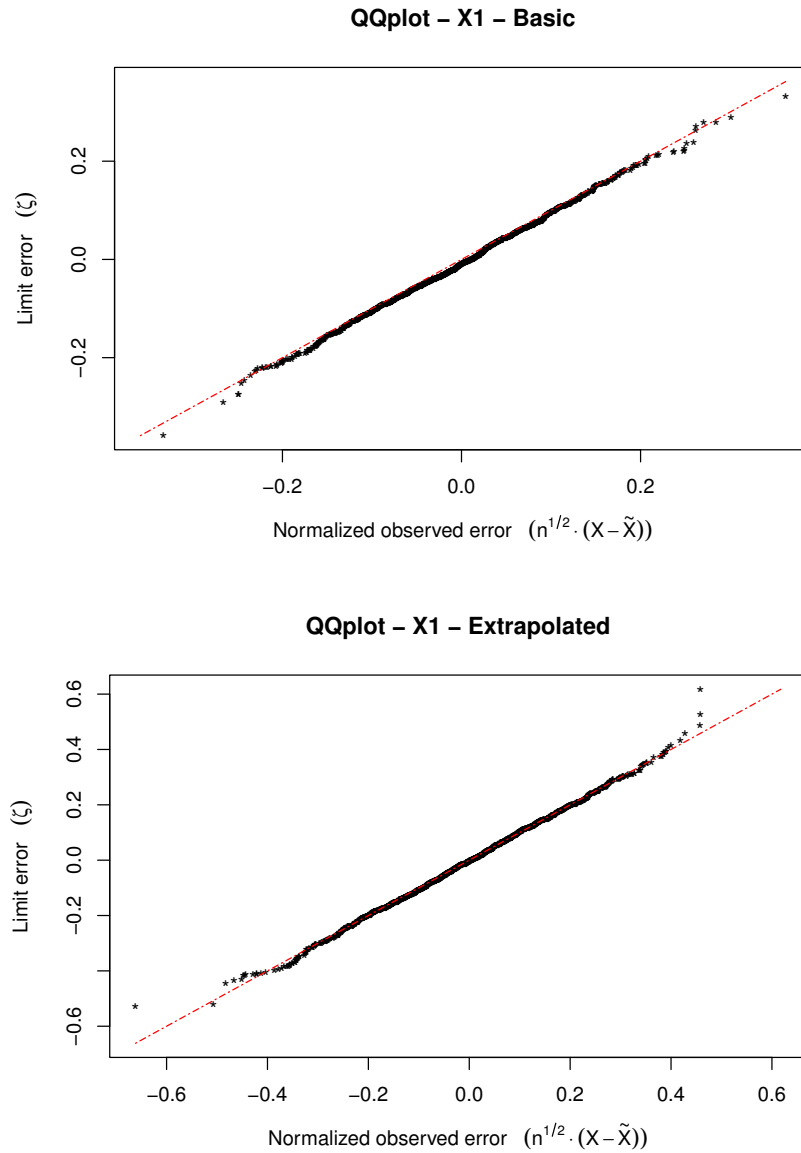 QQplot − X1 − Basic
Limit error (ζ)
0.2
0.0
−0.2
−0.2 0.0 0.2
Normalized observed error (n^1/2 · (X − X̃))
QQplot − X1 − Extrapolated
Limit error (ζ)
0.6
0.4
0.2
0.0
−0.2
−0.6
−0.6 −0.4 −0.2 0.0 0.2 0.4 0.6
Normalized observed error (n^1/2 · (X − X̃))